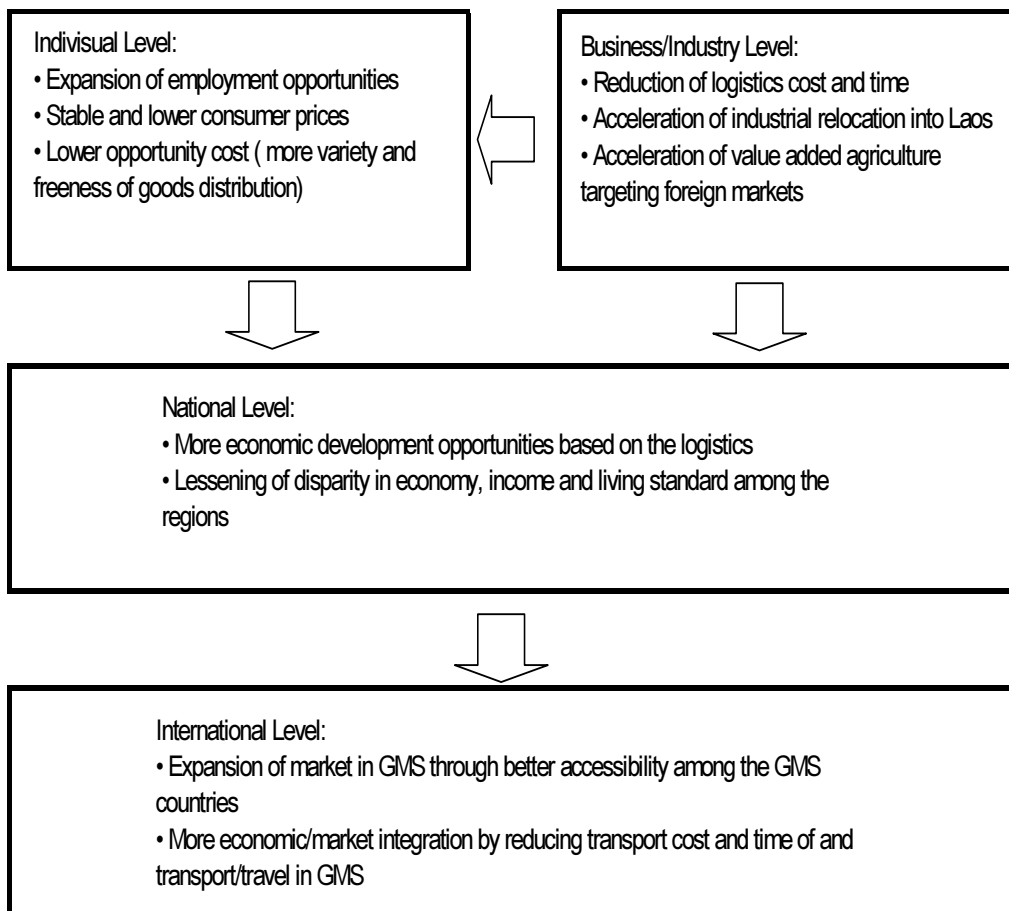 Indivisual Level:
• Expansion of employment opportunities
• Stable and lower consumer prices
• Lower opportunity cost ( more variety and
freeness of goods distribution)
Business/Industry Level:
• Reduction of logistics cost and time
• Acceleration of industrial relocation into Laos
• Acceleration of value added agriculture
targeting foreign markets
National Level:
• More economic development opportunities based on the logistics
• Lessening of disparity in economy, income and living standard among the
regions
International Level:
• Expansion of market in GMS through better accessibility among the GMS
countries
• More economic/market integration by reducing transport cost and time of and
transport/travel in GMS